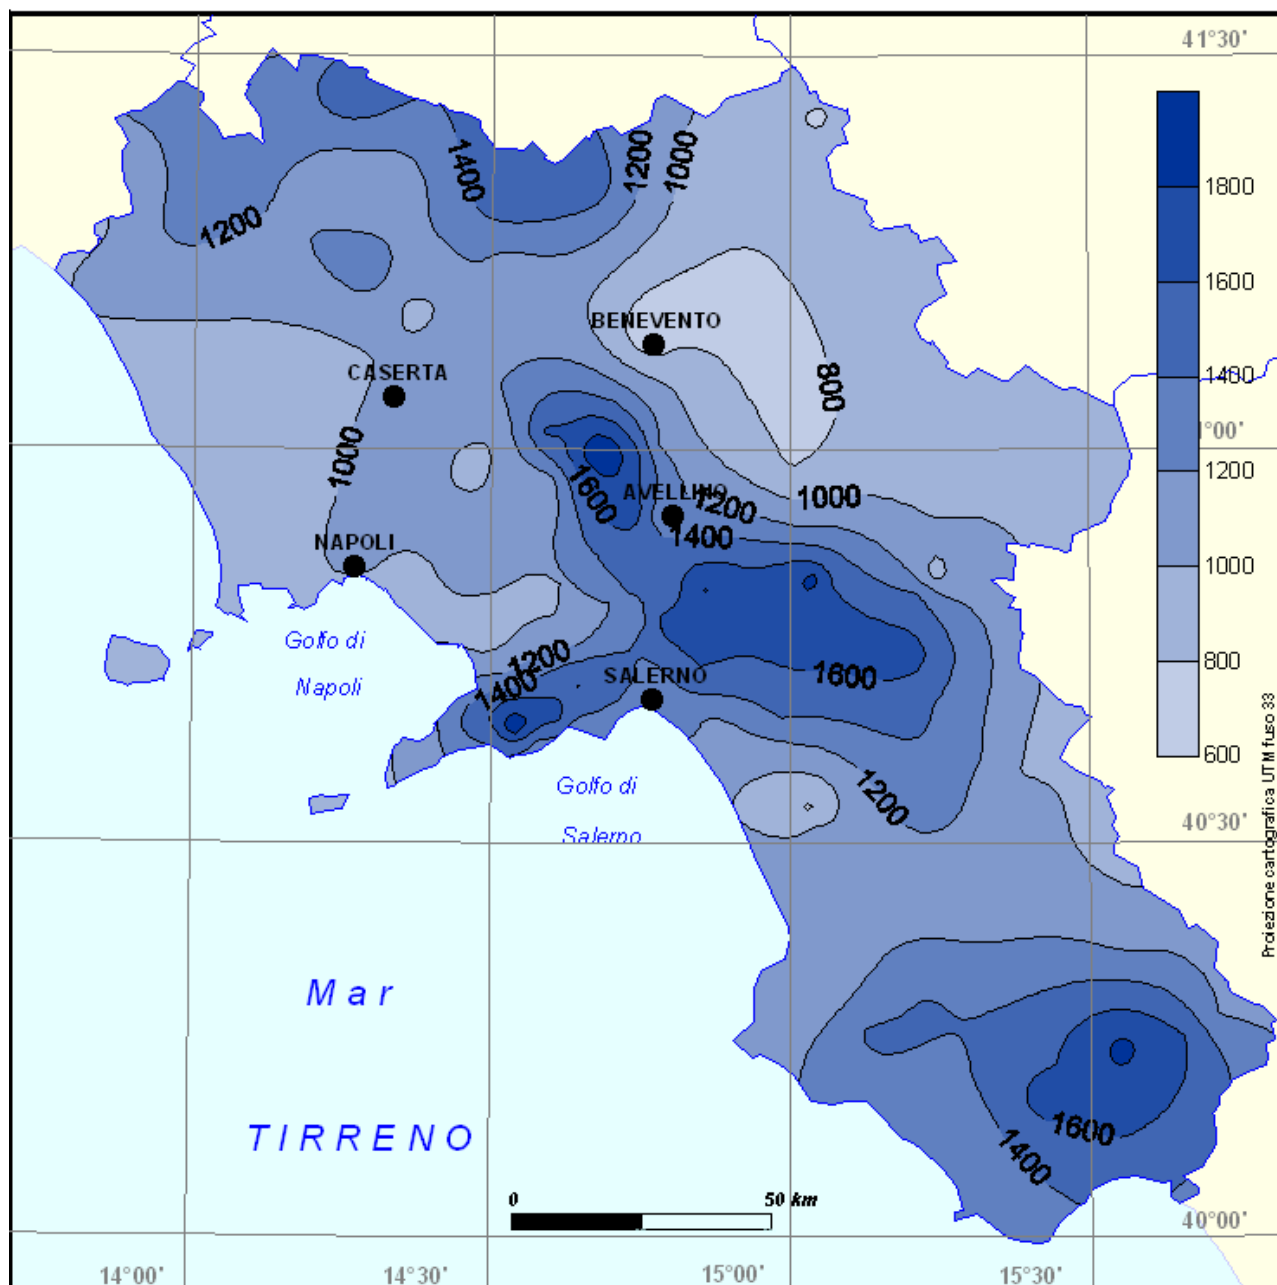 41°30'
1400
1200
1000
1800
1200
1600
BENEVENTO
1400
CASERTA
800
1°00'
1000
1200
1600
AVELLINO
1200
1000
1400
NAPOLI
1000
Golfo di
Napoli
1200
1400
SALERNO
1600
800
600
Golfo di
Salerno
1200
40°30'
Proiezione cartografica UTM fuso 33
Mar
TIRRENO
1600
1400
0
50 km
40°00'
14°00'
14°30'
15°00'
15°30'